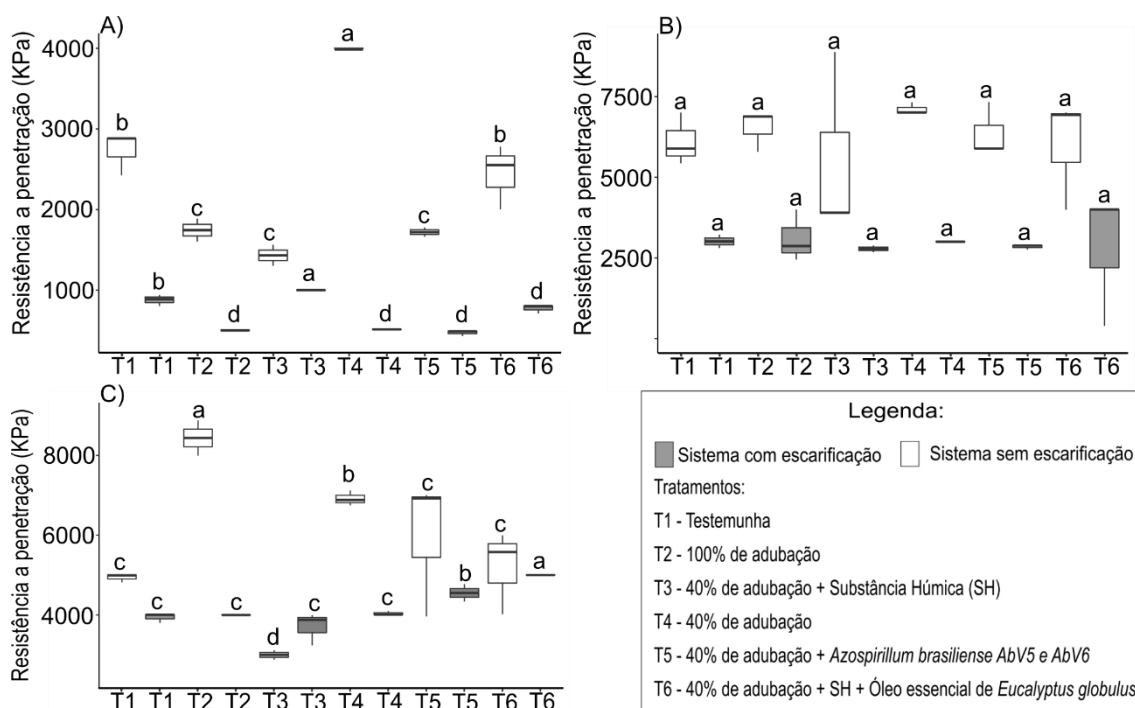 A)
Resistência a penetração (KPa)
4000
3000
2000
1000
b b c d c a a d c d b d
T1 T1 T2 T2 T3 T3 T4 T4 T5 T5 T6 T6
B)
Resistência a penetração (KPa)
7500
5000
2500
a a a a a a a a a a a a
T1 T1 T2 T2 T3 T3 T4 T4 T5 T5 T6 T6
C)
Resistência a penetração (KPa)
8000
6000
4000
c c a c d c b c c b c a
T1 T1 T2 T2 T3 T3 T4 T4 T5 T5 T6 T6
Legenda:
Sistema com escarificação Sistema sem escarificação
Tratamentos:
T1 - Testemunha
T2 - 100% de adubação
T3 - 40% de adubação + Substância Húmica (SH)
T4 - 40% de adubação
T5 - 40% de adubação + Azospirillum brasiliense AbV5 e AbV6
T6 - 40% de adubação + SH + Óleo essencial de Eucalyptus globulus